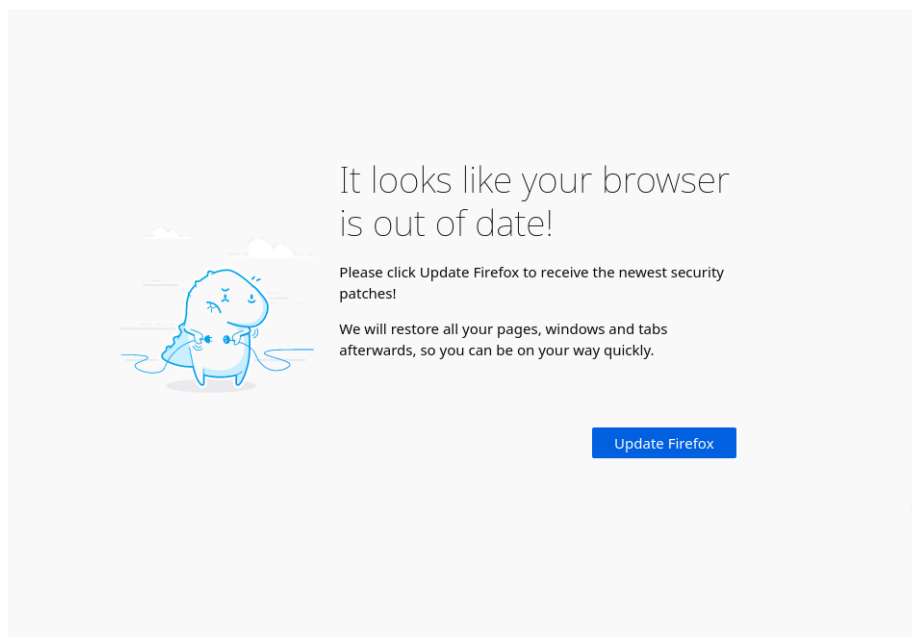 It looks like your browser
is out of date!
Please click Update Firefox to receive the newest security
patches!
We will restore all your pages, windows and tabs
afterwards, so you can be on your way quickly.
Update Firefox